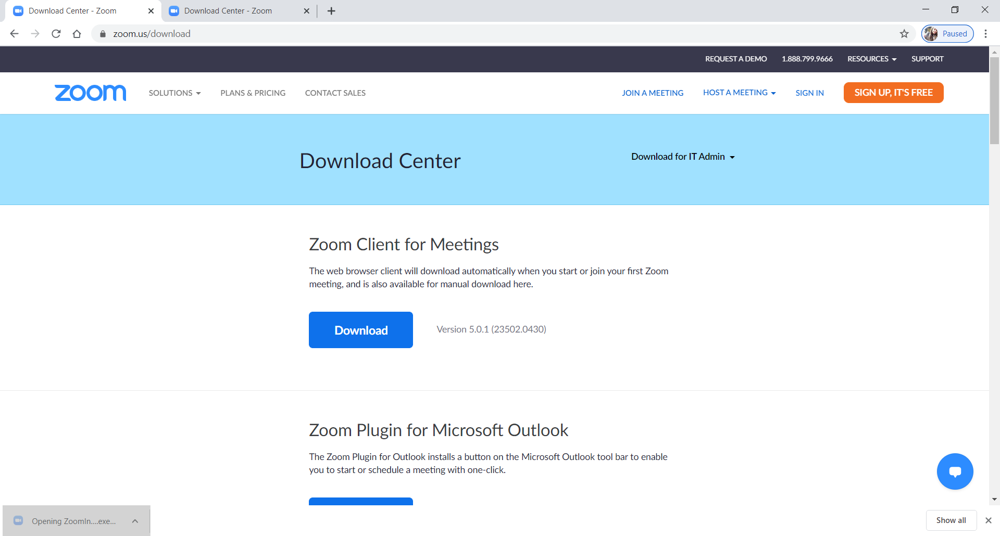 Download Center - Zoom
Download Center - Zoom
zoom.us/download
Paused
REQUEST A DEMO
1.888.799.9666
RESOURCES
SUPPORT
zoom
SOLUTIONS
PLANS & PRICING
CONTACT SALES
JOIN A MEETING
HOST A MEETING
SIGN IN
SIGN UP, IT'S FREE
Download Center
Download for IT Admin
Zoom Client for Meetings
The web browser client will download automatically when you start or join your first Zoom
meeting, and is also available for manual download here.
Download
Version 5.0.1 (23502.0430)
Zoom Plugin for Microsoft Outlook
The Zoom Plugin for Outlook installs a button on the Microsoft Outlook tool bar to enable
you to start or schedule a meeting with one-click.
Opening ZoomIn....exe...
Show all